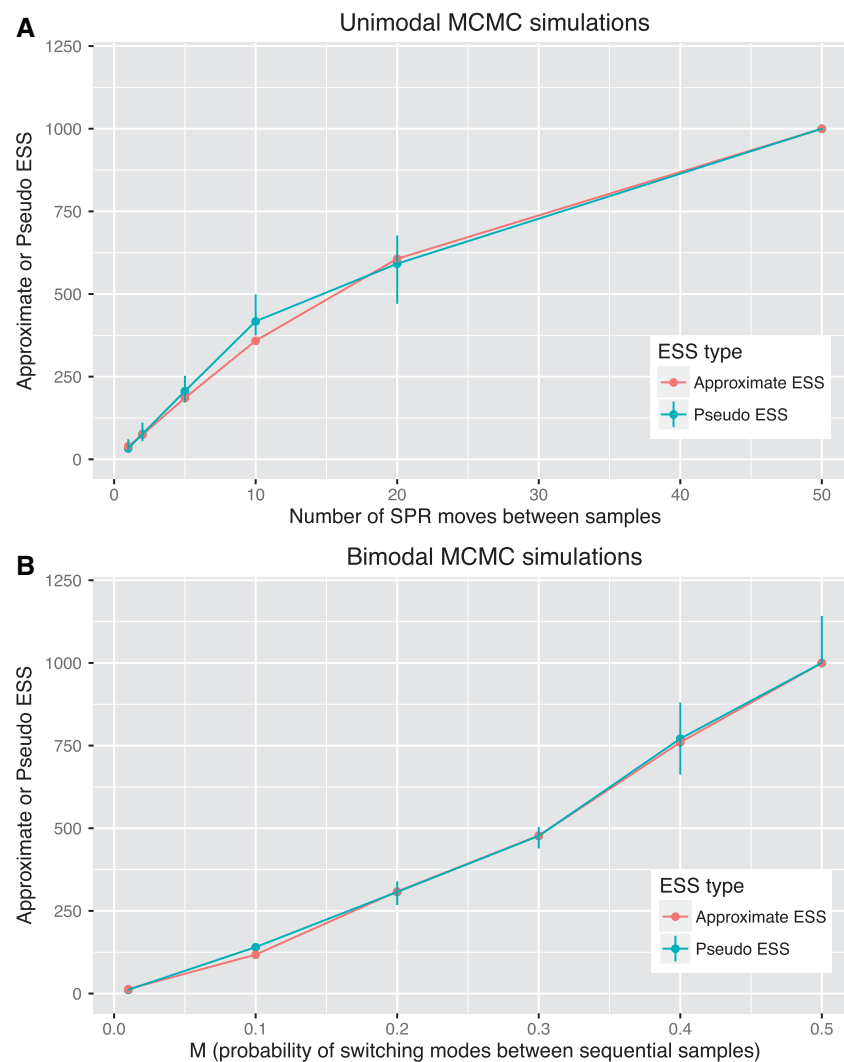 A
Unimodal MCMC simulations
Approximate or Pseudo ESS
1250
1000
750
500
250
0
ESS type
Approximate ESS
Pseudo ESS
0 10 20 30 40 50
Number of SPR moves between samples
B
Bimodal MCMC simulations
Approximate or Pseudo ESS
1250
1000
750
500
250
0
ESS type
Approximate ESS
Pseudo ESS
0.0 0.1 0.2 0.3 0.4 0.5
M (probability of switching modes between sequential samples)